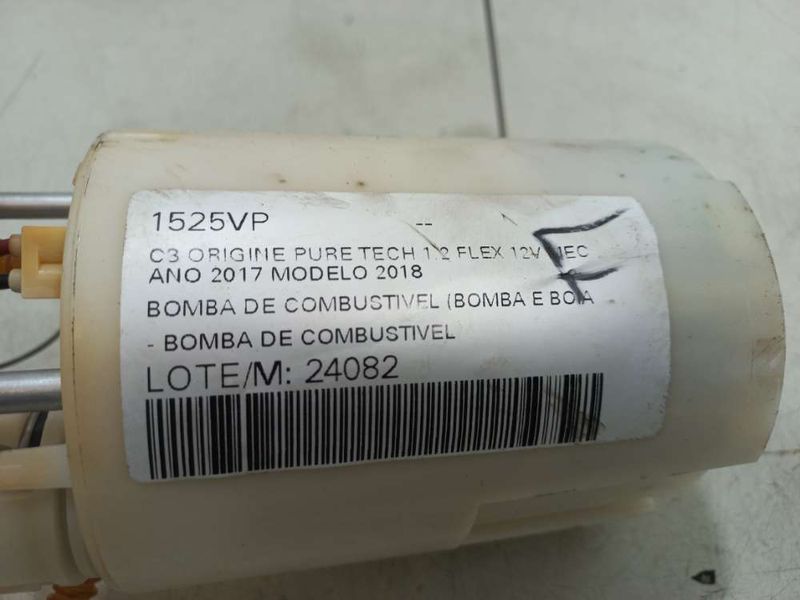 1525VP --
C3 ORIGINE PURE TECH 1.2 FLEX 12V MEC
ANO 2017 MODELO 2018
BOMBA DE COMBUSTIVEL (BOMBA E BOIA
- BOMBA DE COMBUSTIVEL
LOTE/M: 24082